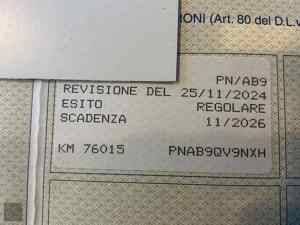 IONI (Art. 80 del D.L.v
PN/AB9
REVISIONE DEL 25/11/2024
ESITO REGOLARE
SCADENZA 11/2026
KM 76015 PNAB9QV9NXH